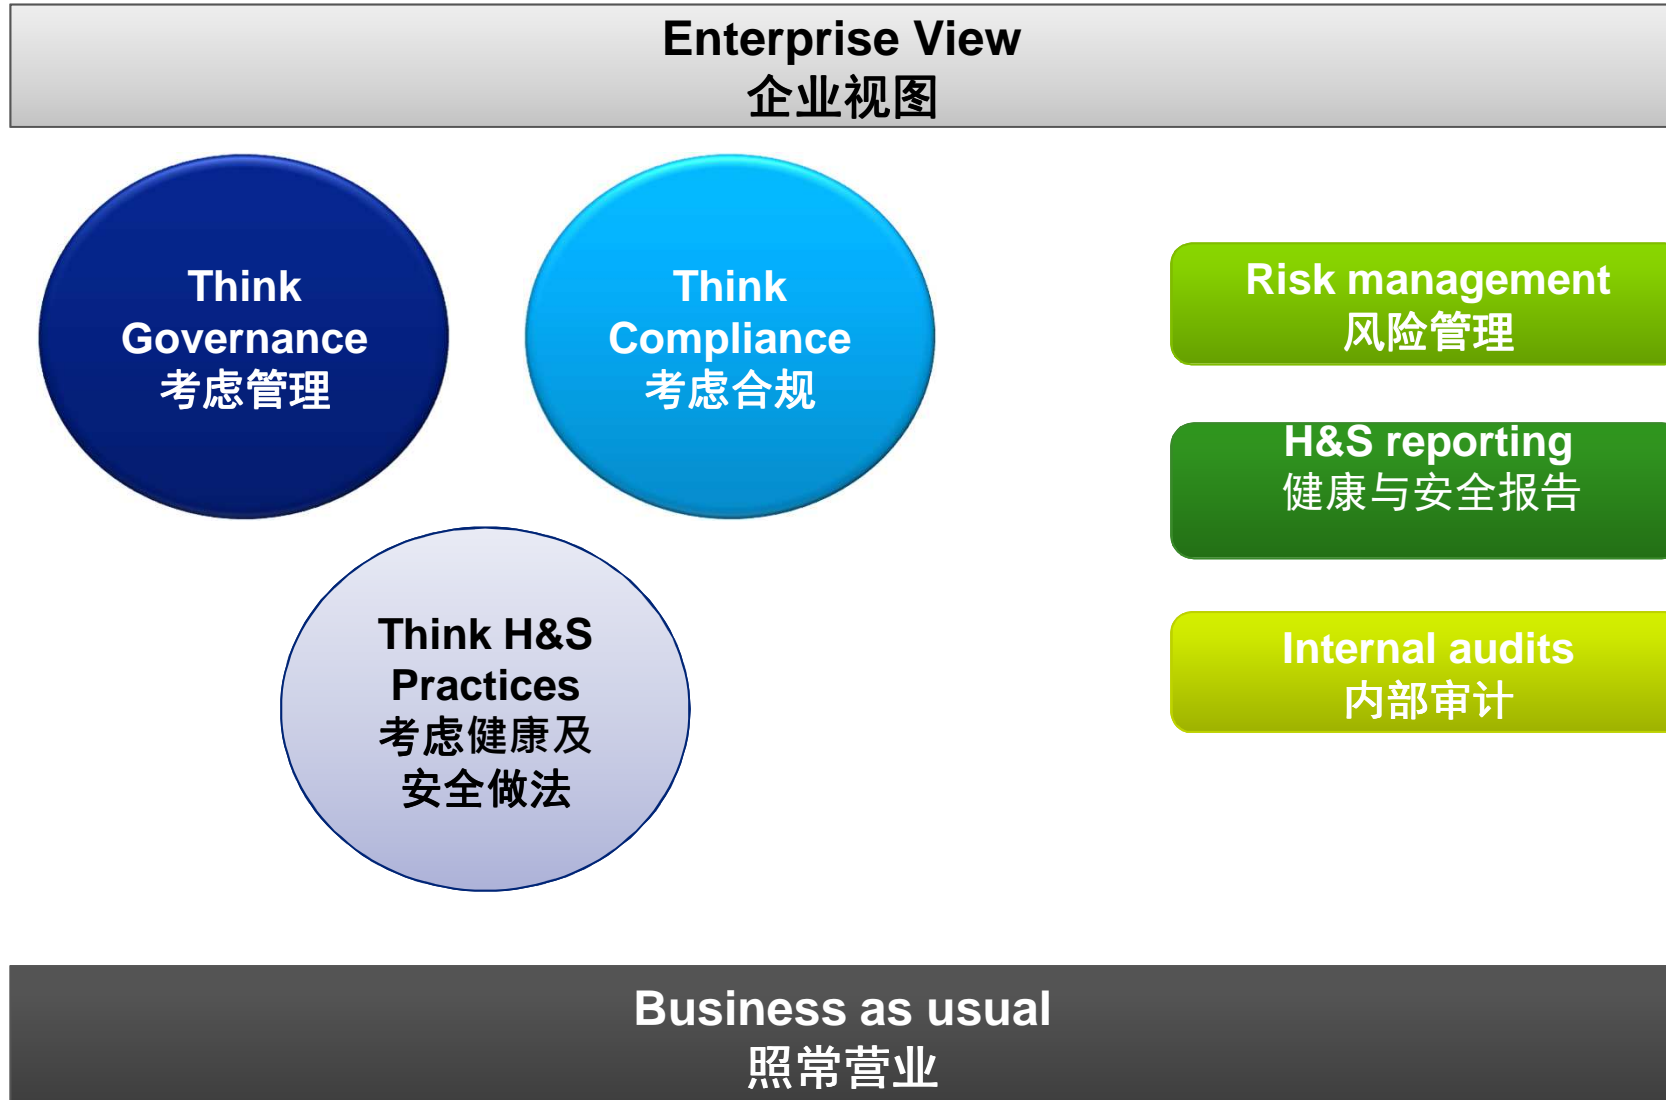 Enterprise View
企业视图
Think
Governance
考虑管理
Think
Compliance
考虑合规
Think H&S
Practices
考虑健康及
安全做法
Risk management
风险管理
H&S reporting
健康与安全报告
Internal audits
内部审计
Business as usual
照常营业